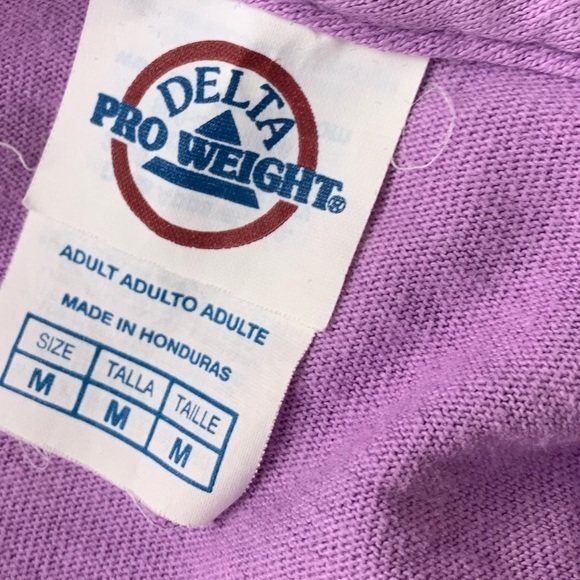 DELTA
PRO WEIGHT®
ADULT ADULTO ADULTE
MADE IN HONDURAS
SIZE TALLA TAILLE
M M M